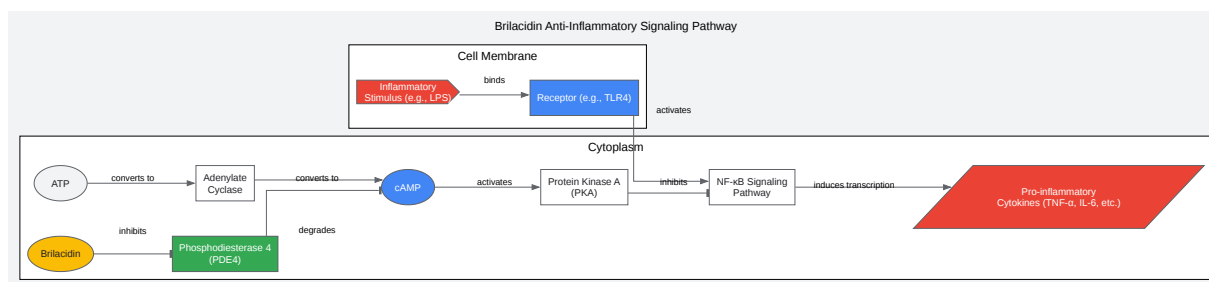 Brilacidin Anti-Inflammatory Signaling Pathway
Cell Membrane
Inflammatory
Stimulus (e.g., LPS)
binds
Receptor (e.g., TLR4)
activates
Cytoplasm
ATP
converts to
Adenylate
Cyclase
converts to
cAMP
activates
Protein Kinase A
(PKA)
inhibits
NF-κB Signaling
Pathway
induces transcription
Pro-inflammatory
Cytokines (TNF-α, IL-6, etc.)
Brilacidin
inhibits
Phosphodiesterase 4
(PDE4)
degrades